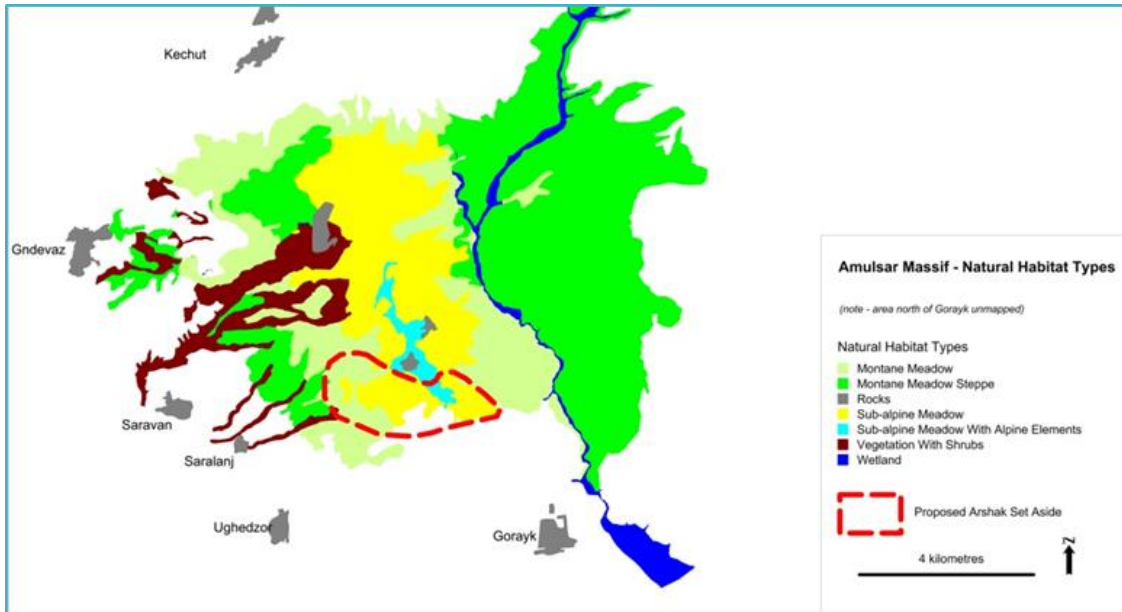 Kechut
Gndevaz
Saravan
Saralanj
Ughedzor
Gorayk
Amulsar Massif - Natural Habitat Types
(note - area north of Gorayk unmapped)
Natural Habitat Types
Montane Meadow
Montane Meadow Steppe
Rocks
Sub-alpine Meadow
Sub-alpine Meadow With Alpine Elements
Vegetation With Shrubs
Wetland
Proposed Arshak Set Aside
4 kilometres
N